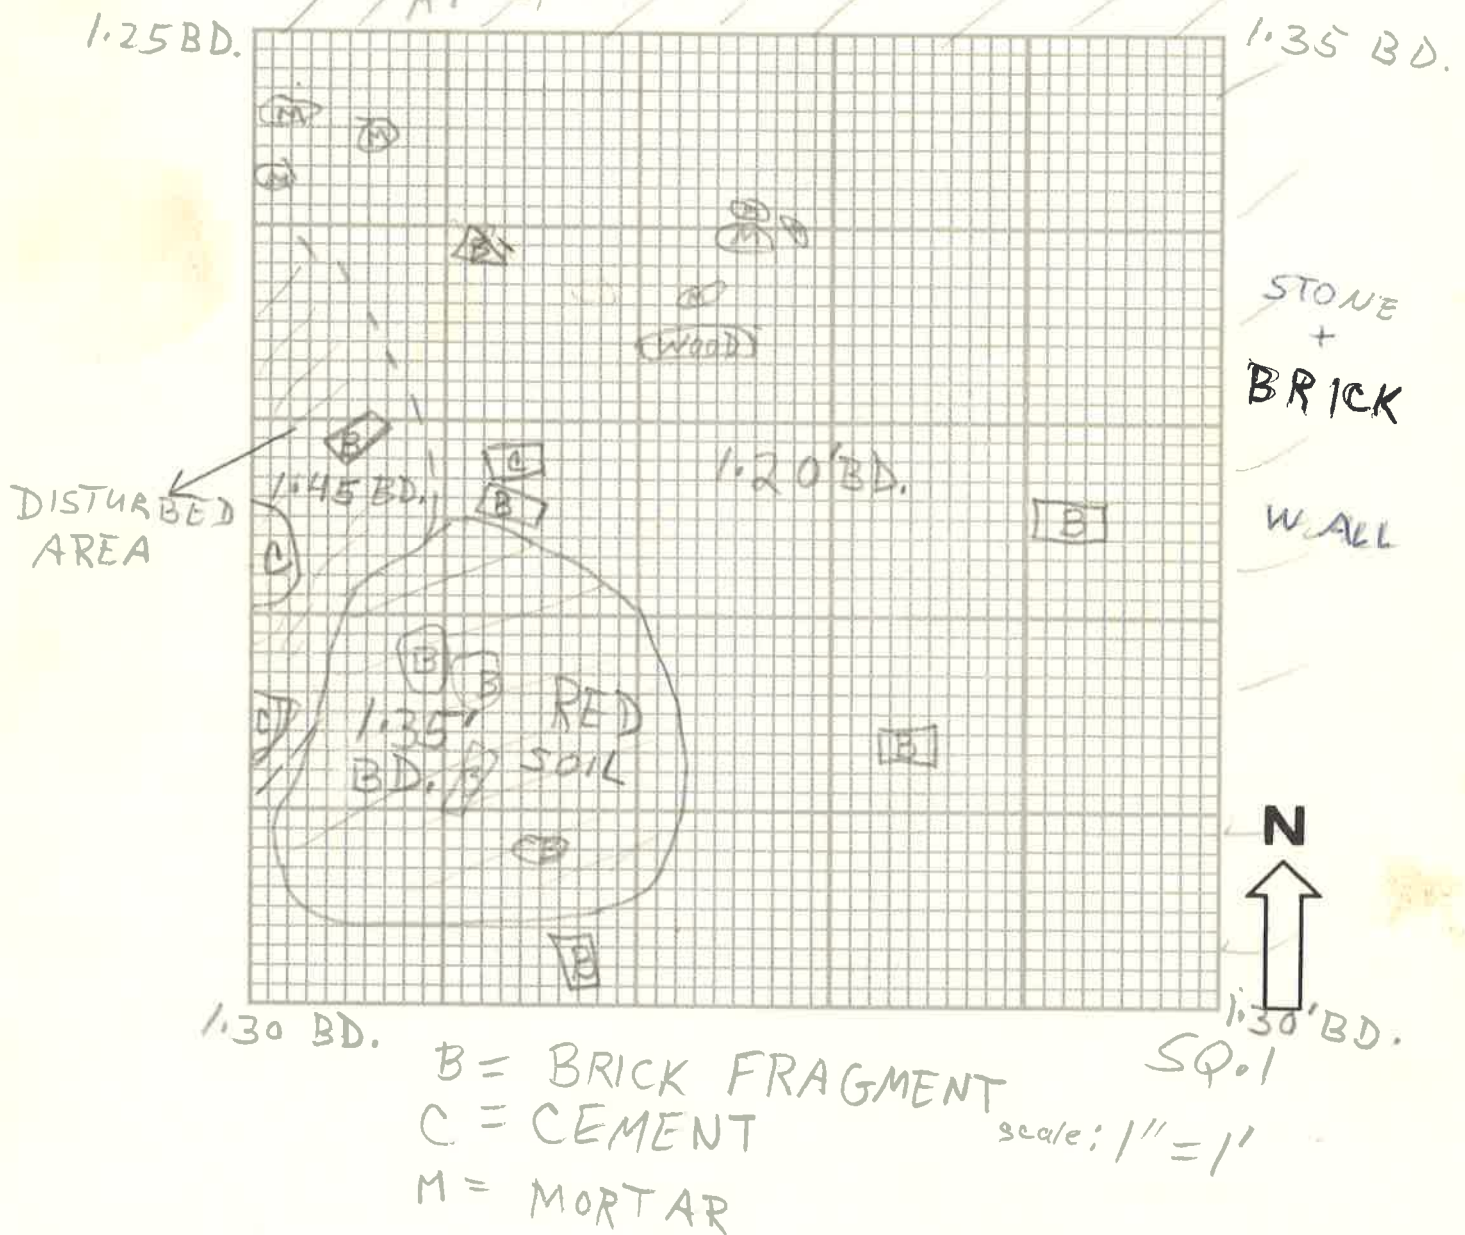 1.25 BD.
1.35 BD.
M
M
M
B
M
M
WOOD
STONE
+
BRICK
WALL
B
C
1.20' BD.
1.45 BD.
B
B
DISTURBED
AREA
C
B
B
RED
SOIL
1.35'
BD.
B
C
B
B
B
N
1.30 BD.
1.30' BD.
SQ.1
B = BRICK FRAGMENT
C = CEMENT
scale: 1" = 1'
M = MORTAR